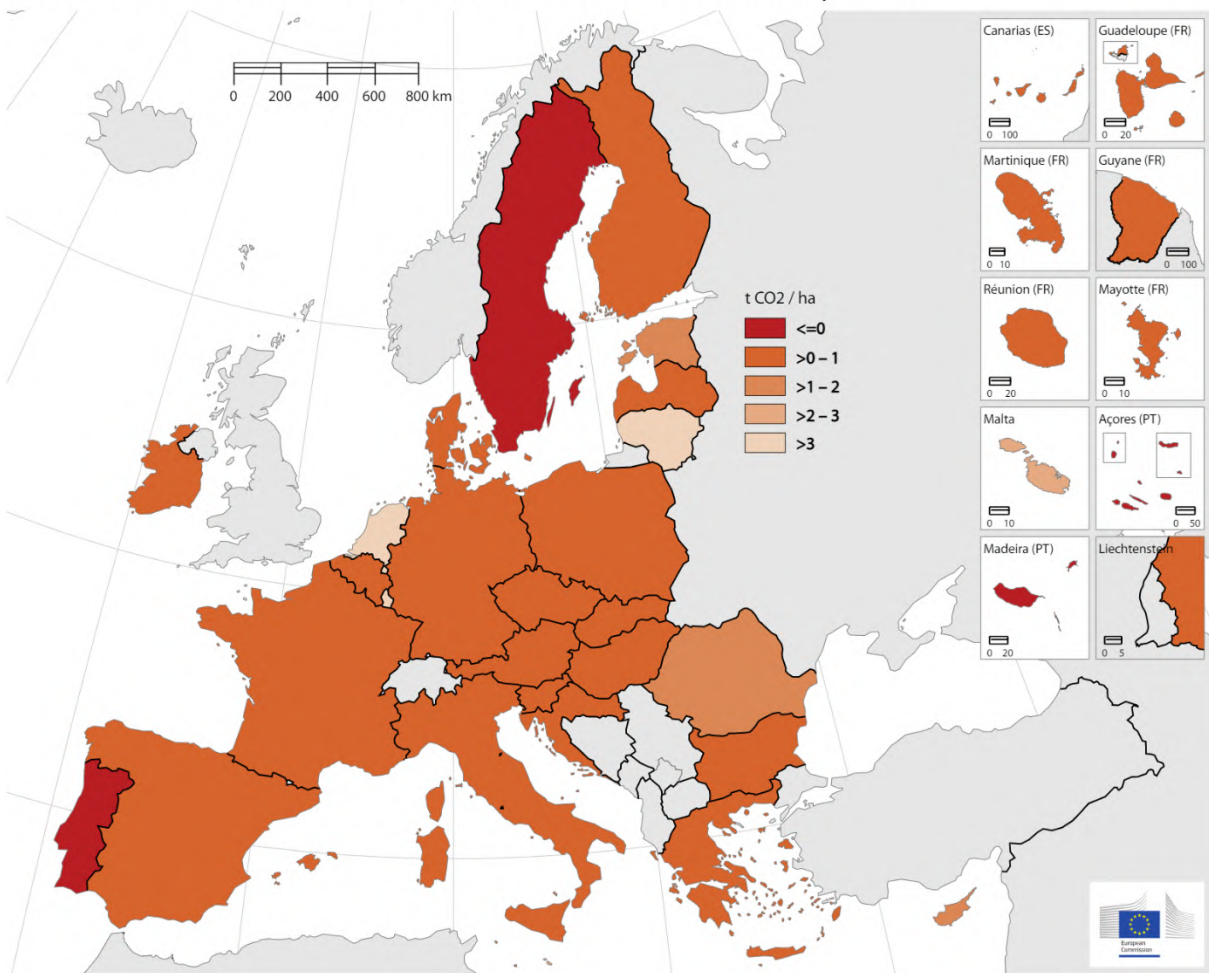 0 200 400 600 800 km
t CO2 / ha
<=0
>0 – 1
>1 – 2
>2 – 3
>3
Canarias (ES)
0 100
Guadeloupe (FR)
0 20
Martinique (FR)
0 10
Guyane (FR)
0 100
Réunion (FR)
0 20
Mayotte (FR)
0 10
Malta
0 10
Açores (PT)
0 50
Madeira (PT)
0 20
Liechtenstein
0 5
European
Commission